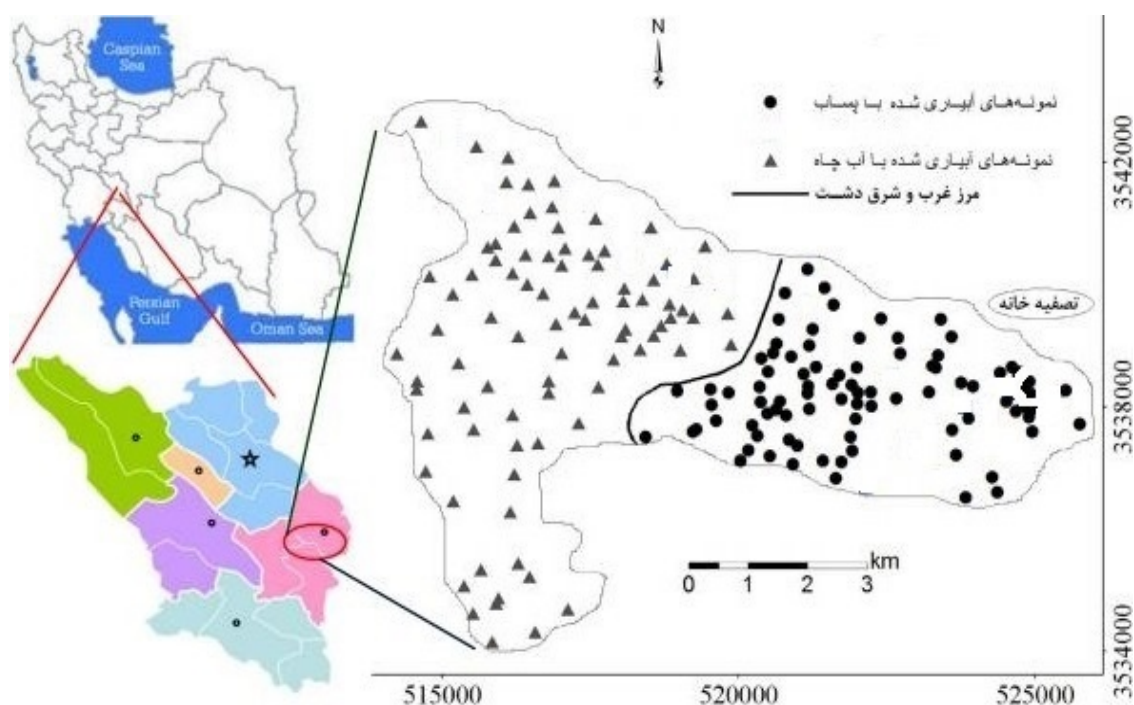 Caspian
Sea
Persian
Gulf
Oman Sea
N
نمونه‌های آبیاری شده با پساب
نمونه‌های آبیاری شده با آب چاه
مرز غرب و شرق دشت
تصفیه خانه
3542000
3538000
3534000
km
0 1 2 3
515000 520000 525000